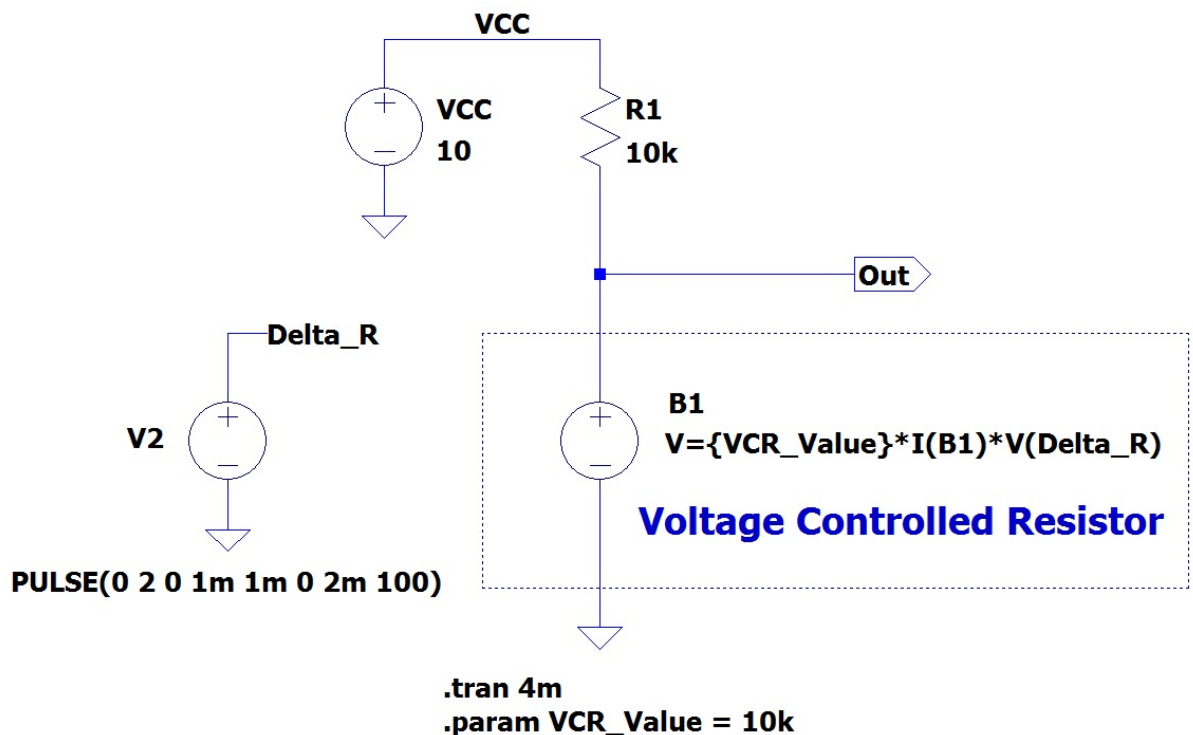 VCC
VCC
10
R1
10k
Out
Delta_R
V2
B1
V={VCR_Value}*I(B1)*V(Delta_R)
Voltage Controlled Resistor
PULSE(0 2 0 1m 1m 0 2m 100)
.tran 4m
.param VCR_Value = 10k